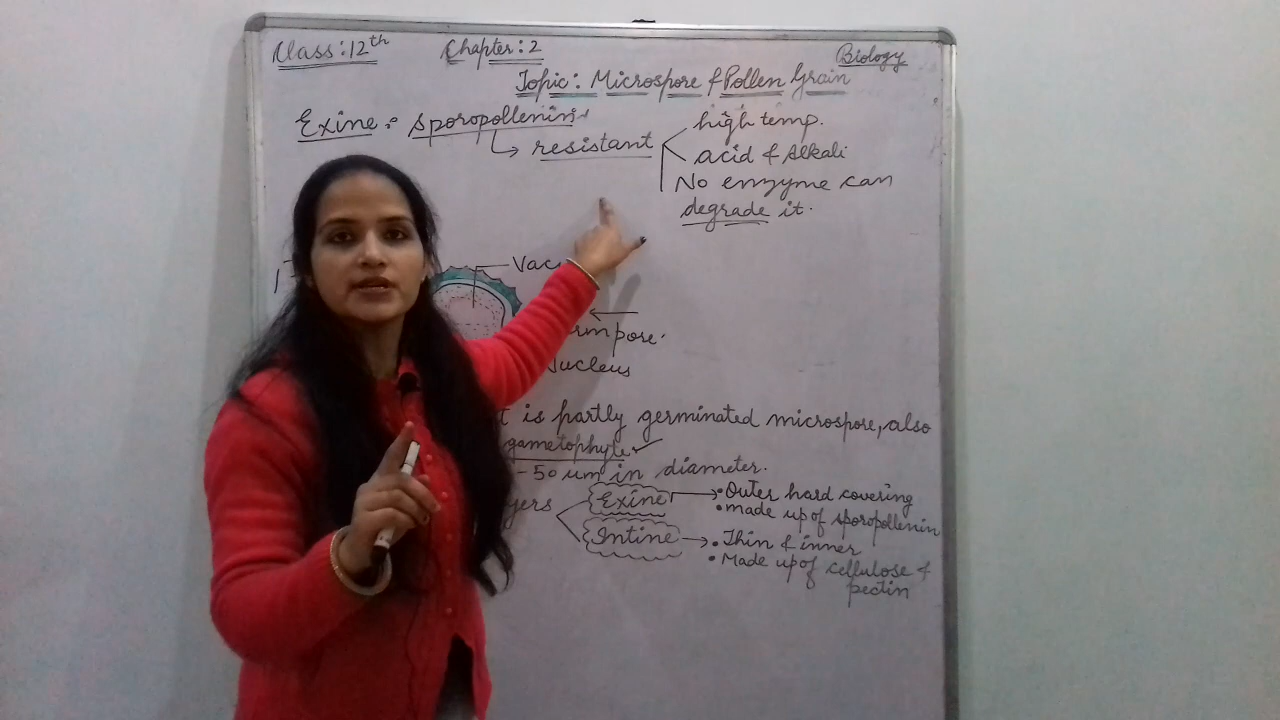 Class: 12th Chapter: 2 Biology
Topic: Microspore & Pollen Grain
Exine: Sporopollenin
resistant
high temp.
acid & Alkali
No enzyme can
degrade it.
Nucleus
is partly germinated microspore, also
gametophyte
50 um in diameter.
Exine
• Outer hard covering
• made up of sporopollenin
Intine
• Thin & inner
• Made up of cellulose &
pectin